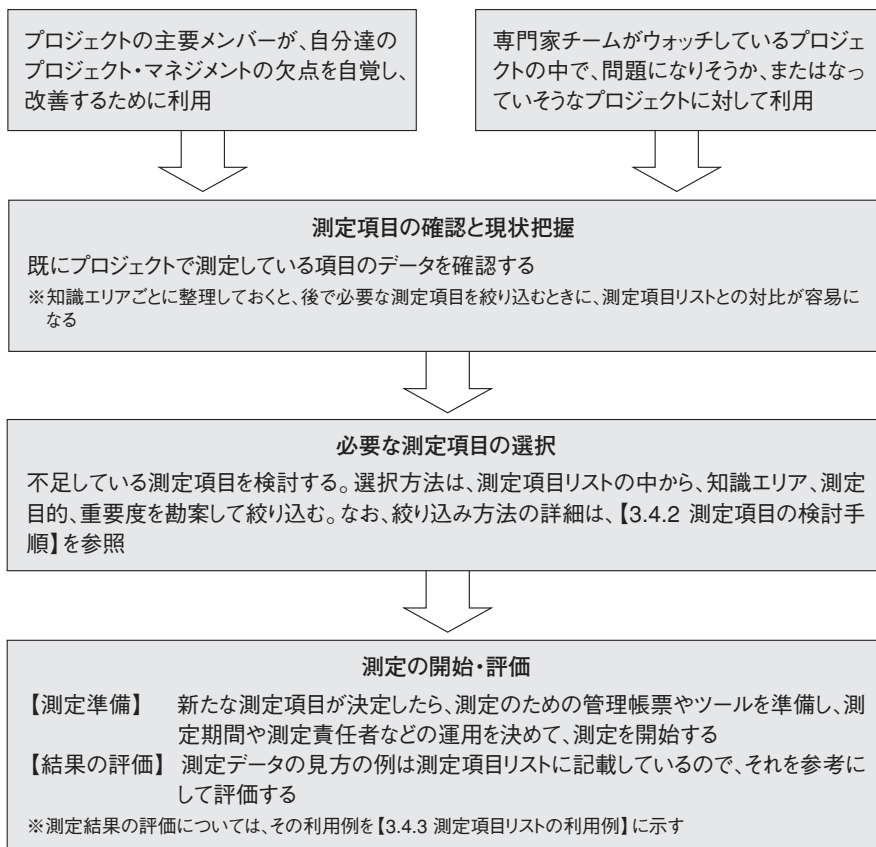 プロジェクトの主要メンバーが、自分達の
プロジェクト・マネジメントの欠点を自覚し、
改善するために利用
専門家チームがウォッチしているプロジェ
クトの中で、問題になりそうか、またはなっ
ていそうなプロジェクトに対して利用
測定項目の確認と現状把握
既にプロジェクトで測定している項目のデータを確認する
※知識エリアごとに整理しておくと、後で必要な測定項目を絞り込むときに、測定項目リストとの対比が容易に
なる
必要な測定項目の選択
不足している測定項目を検討する。選択方法は、測定項目リストの中から、知識エリア、測定
目的、重要度を勘案して絞り込む。なお、絞り込み方法の詳細は、【3.4.2 測定項目の検討手
順】を参照
測定の開始・評価
【測定準備】 新たな測定項目が決定したら、測定のための管理帳票やツールを準備し、測
定期間や測定責任者などの運用を決めて、測定を開始する
【結果の評価】 測定データの見方の例は測定項目リストに記載しているので、それを参考に
して評価する
※測定結果の評価については、その利用例を【3.4.3 測定項目リストの利用例】に示す